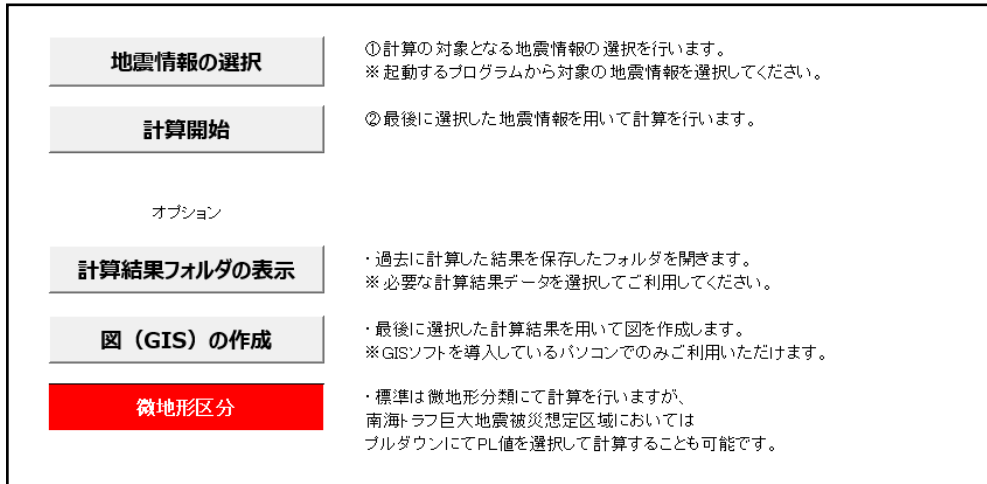 地震情報の選択
①計算の対象となる地震情報の選択を行います。
※起動するプログラムから対象の地震情報を選択してください。
計算開始
②最後に選択した地震情報を用いて計算を行います。
オプション
計算結果フォルダの表示
・過去に計算した結果を保存したフォルダを開きます。
※必要な計算結果データを選択してご利用してください。
図（GIS）の作成
・最後に選択した計算結果を用いて図を作成します。
※GISソフトを導入しているパソコンでのみご利用いただけます。
微地形区分
・標準は微地形分類にて計算を行いますが、
南海トラフ巨大地震被災想定区域においては
プルダウンにてPL値を選択して計算することも可能です。